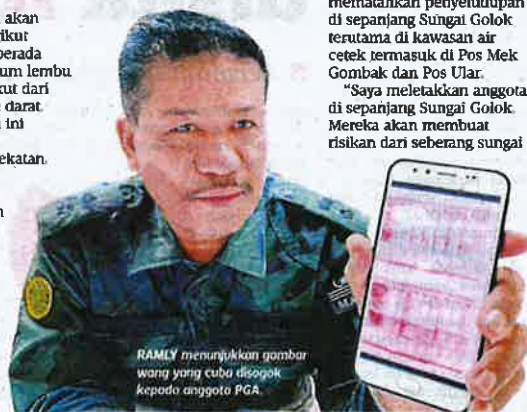 akan
ikut
berada
um lembu
kut dari
darat.
ini
ekatan.
n
mematahkan penyeludupan
di sepanjang Sungai Golok
terutama di kawasan air
cetek termasuk di Pos Mek
Gombak dan Pos Ular.
“Saya meletakkan anggota
di sepanjang Sungai Golok.
Mereka akan membuat
risikan dari seberang sungai
RAMLY menunjukkan gambar
wang yang cuba disogok
kepada anggota PGA.